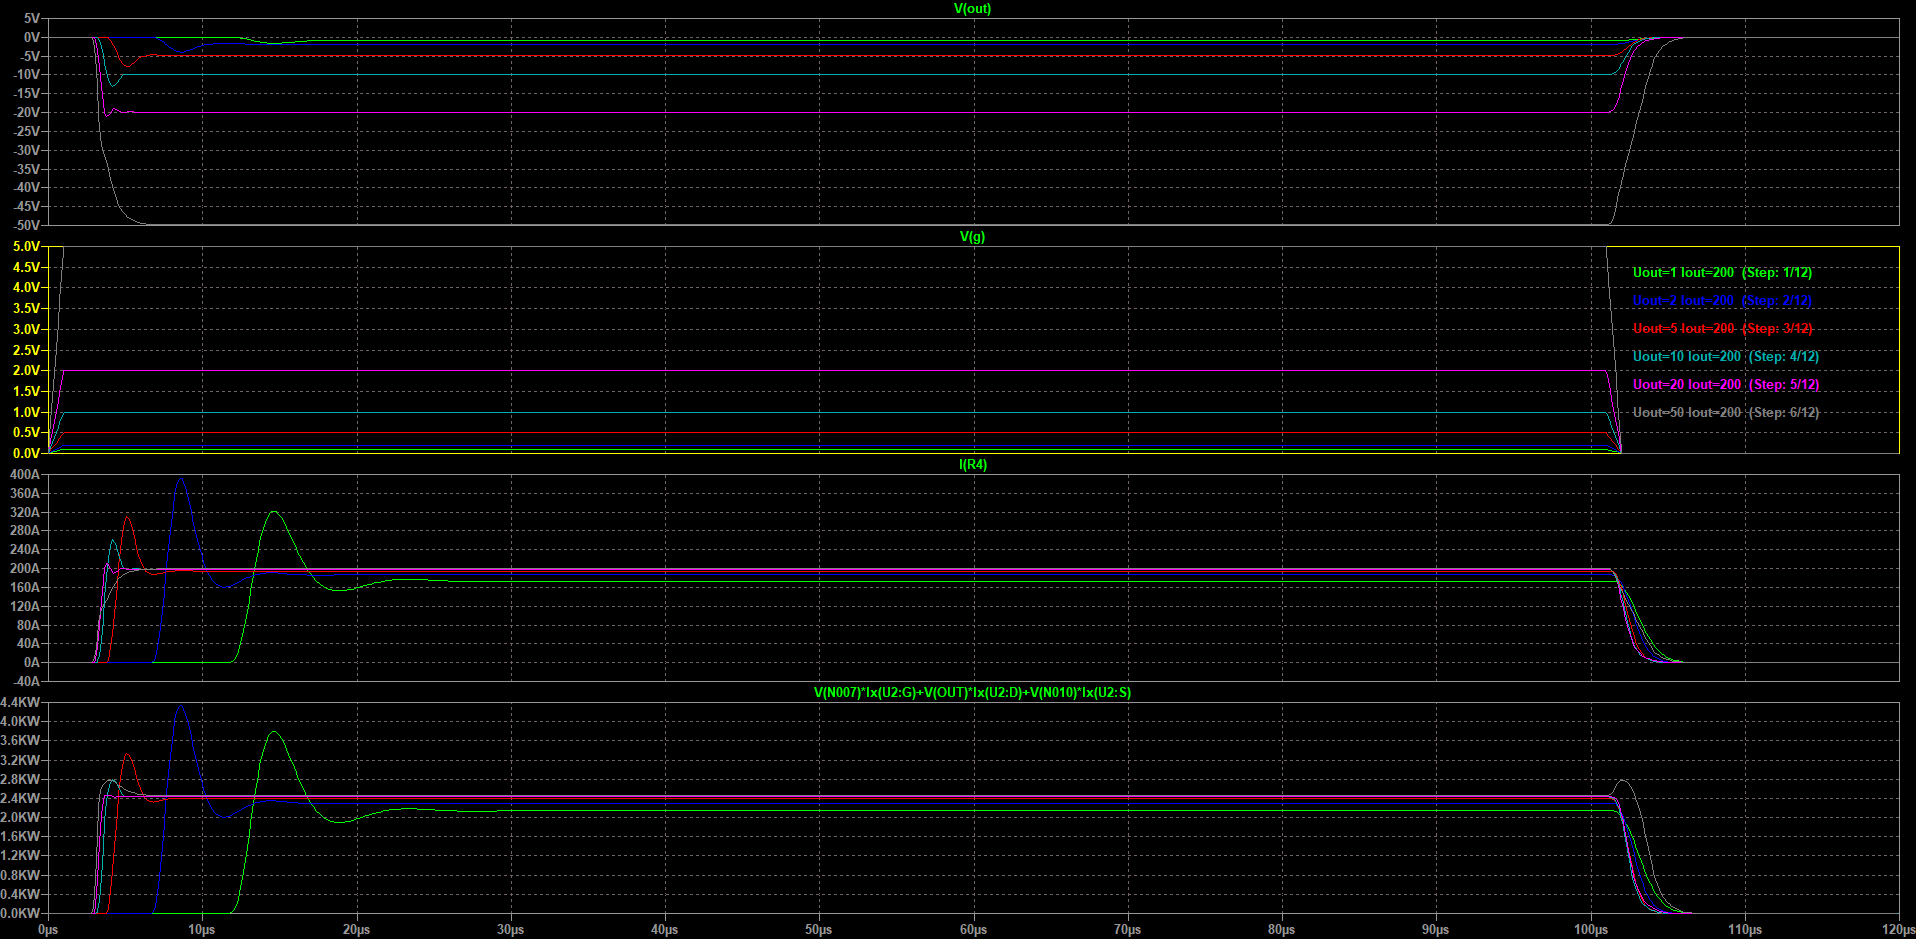 V(out)
5V
0V
-5V
-10V
-15V
-20V
-25V
-30V
-35V
-40V
-45V
-50V
V(g)
5.0V
4.5V
4.0V
3.5V
3.0V
2.5V
2.0V
1.5V
1.0V
0.5V
0.0V
Uout=1 Iout=200 (Step: 1/12)
Uout=2 Iout=200 (Step: 2/12)
Uout=5 Iout=200 (Step: 3/12)
Uout=10 Iout=200 (Step: 4/12)
Uout=20 Iout=200 (Step: 5/12)
Uout=50 Iout=200 (Step: 6/12)
I(R4)
400A
360A
320A
280A
240A
200A
160A
120A
80A
40A
0A
-40A
V(N007)*Ix(U2:G)+V(OUT)*Ix(U2:D)+V(N010)*Ix(U2:S)
4.4KW
4.0KW
3.6KW
3.2KW
2.8KW
2.4KW
2.0KW
1.6KW
1.2KW
0.8KW
0.4KW
0.0KW
0µs 10µs 20µs 30µs 40µs 50µs 60µs 70µs 80µs 90µs 100µs 110µs 120µs